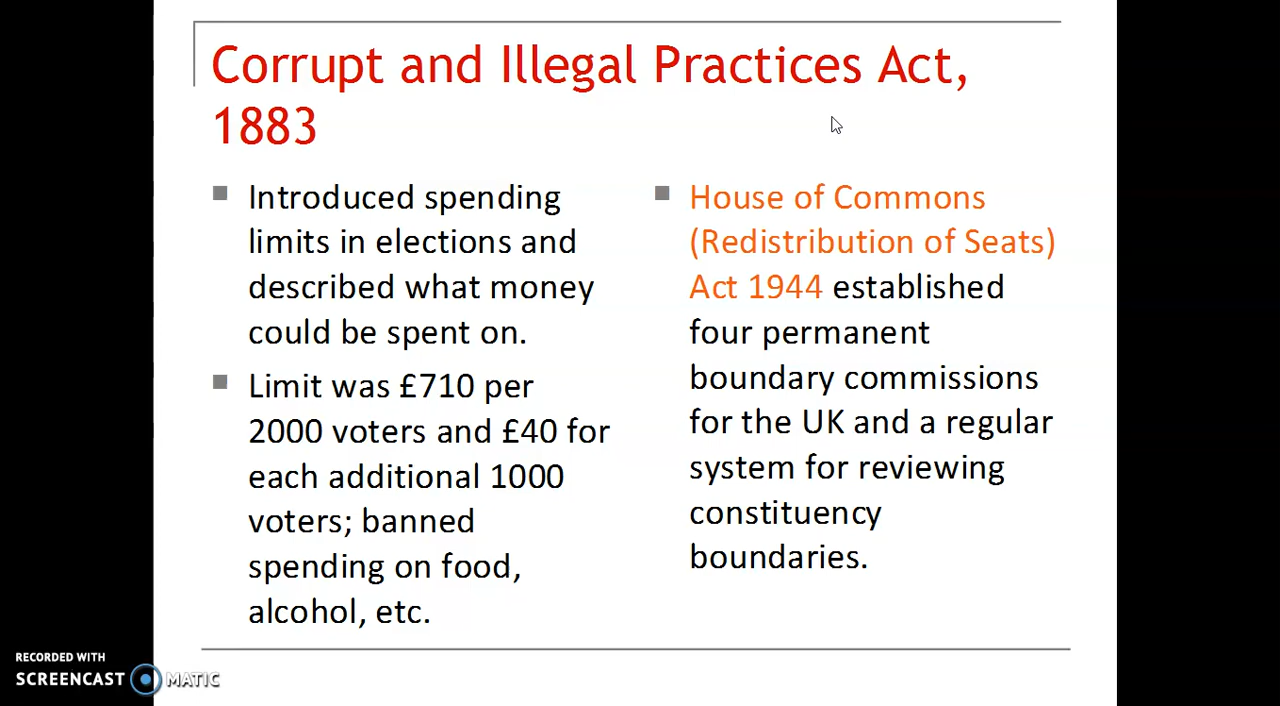 Corrupt and Illegal Practices Act,
1883
Introduced spending
limits in elections and
described what money
could be spent on.
Limit was £710 per
2000 voters and £40 for
each additional 1000
voters; banned
spending on food,
alcohol, etc.
House of Commons
(Redistribution of Seats)
Act 1944 established
four permanent
boundary commissions
for the UK and a regular
system for reviewing
constituency
boundaries.
RECORDED WITH
SCREENCAST MATIC